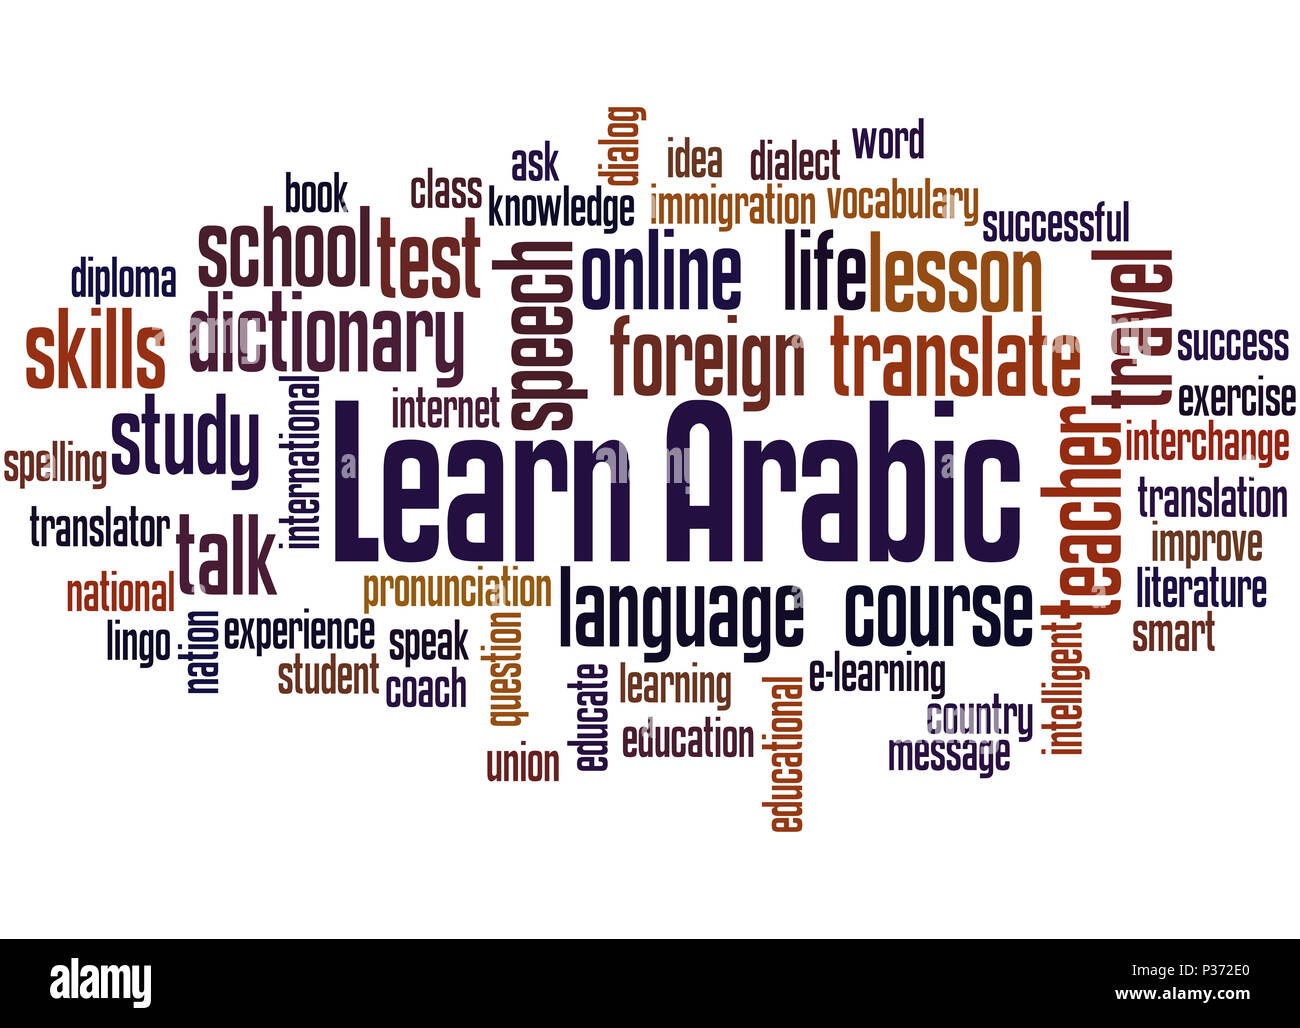 dialog
word
ask
idea
dialect
book
class
knowledge
immigration
vocabulary
successful
school
test
speech
online
life
lesson
travel
diploma
skills
dictionary
foreign
translate
success
internet
exercise
study
international
Learn Arabic
teacher
interchange
spelling
translator
talk
translation
improve
national
pronunciation
language
course
literature
lingo
nation
experience
speak
question
smart
student
coach
educate
learning
e-learning
intelligent
educational
country
union
education
message
alamy
Image ID: P372E0
www.alamy.com